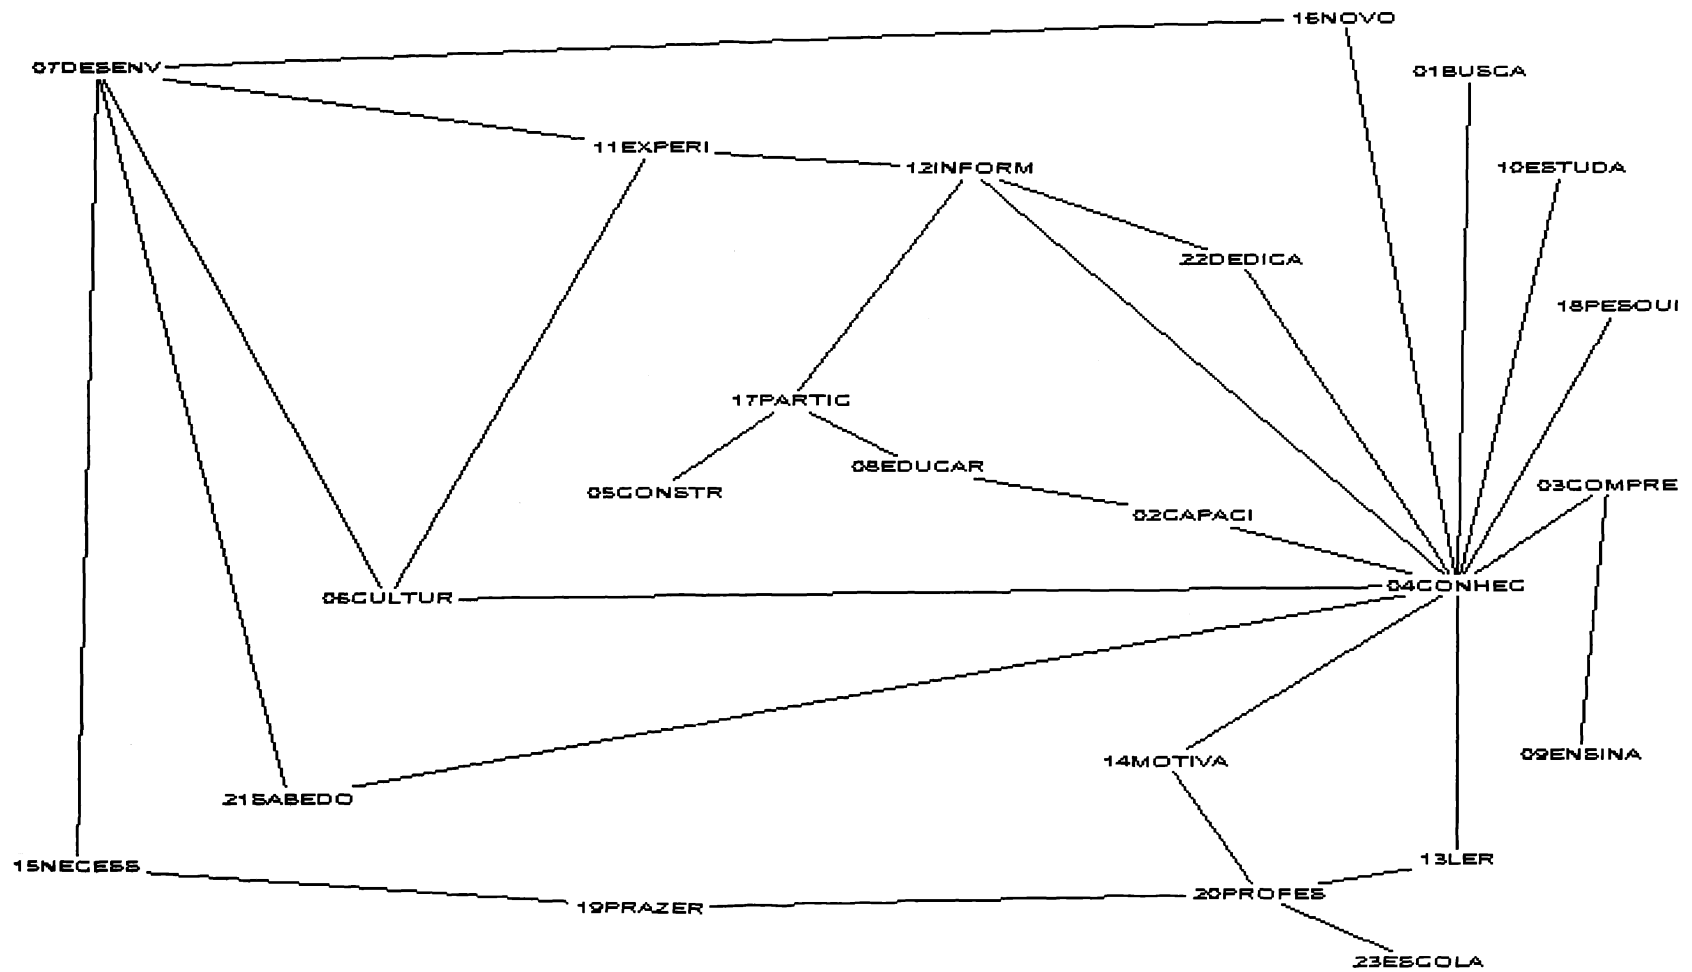 16NOVO
07DESENV
01BUSCA
11EXPERI
12INFORM
10ESTUDA
22DEDICA
18PESQUI
17PARTIC
08EDUCAR
05CONSTR
03COMPRE
02CAPACI
04CONHEC
06CULTUR
14MOTIVA
09ENSINA
21SABEDO
15NECESS
13LER
19PRAZER
20PROFES
23ESCOLA